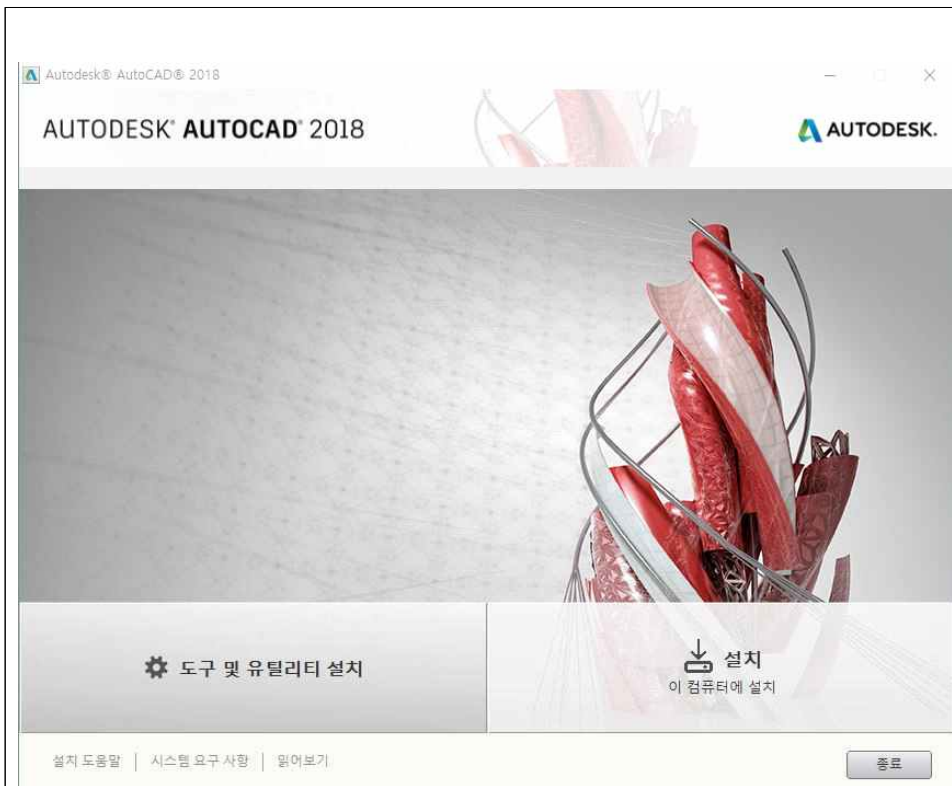 Autodesk® AutoCAD® 2018
AUTODESK® AUTOCAD® 2018
AUTODESK.
도구 및 유틸리티 설치
설치
이 컴퓨터에 설치
설치 도움말 | 시스템 요구 사항 | 읽어보기
종료